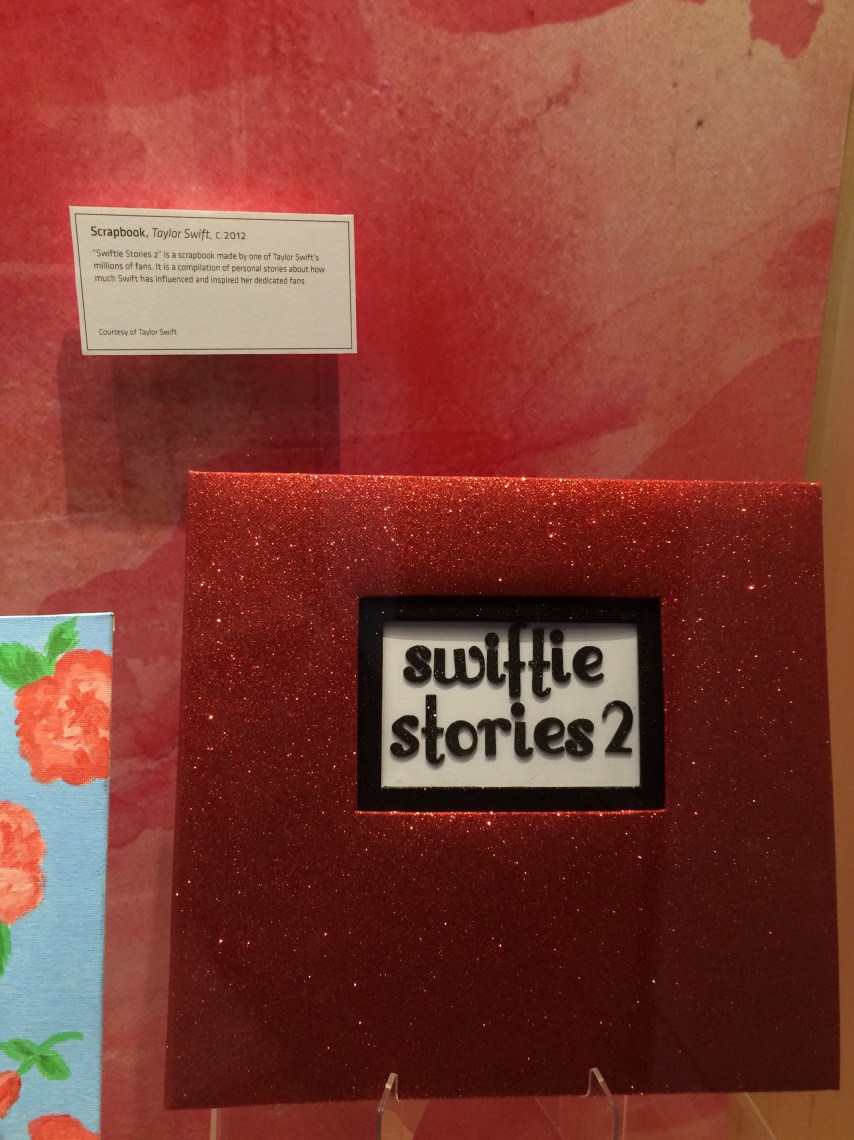 Scrapbook, Taylor Swift, c.2012
"Swiftie Stories 2" is a scrapbook made by one of Taylor Swift's
millions of fans. It is a compilation of personal stories about how
much Swift has influenced and inspired her dedicated fans.
Courtesy of Taylor Swift
swiftie
stories 2